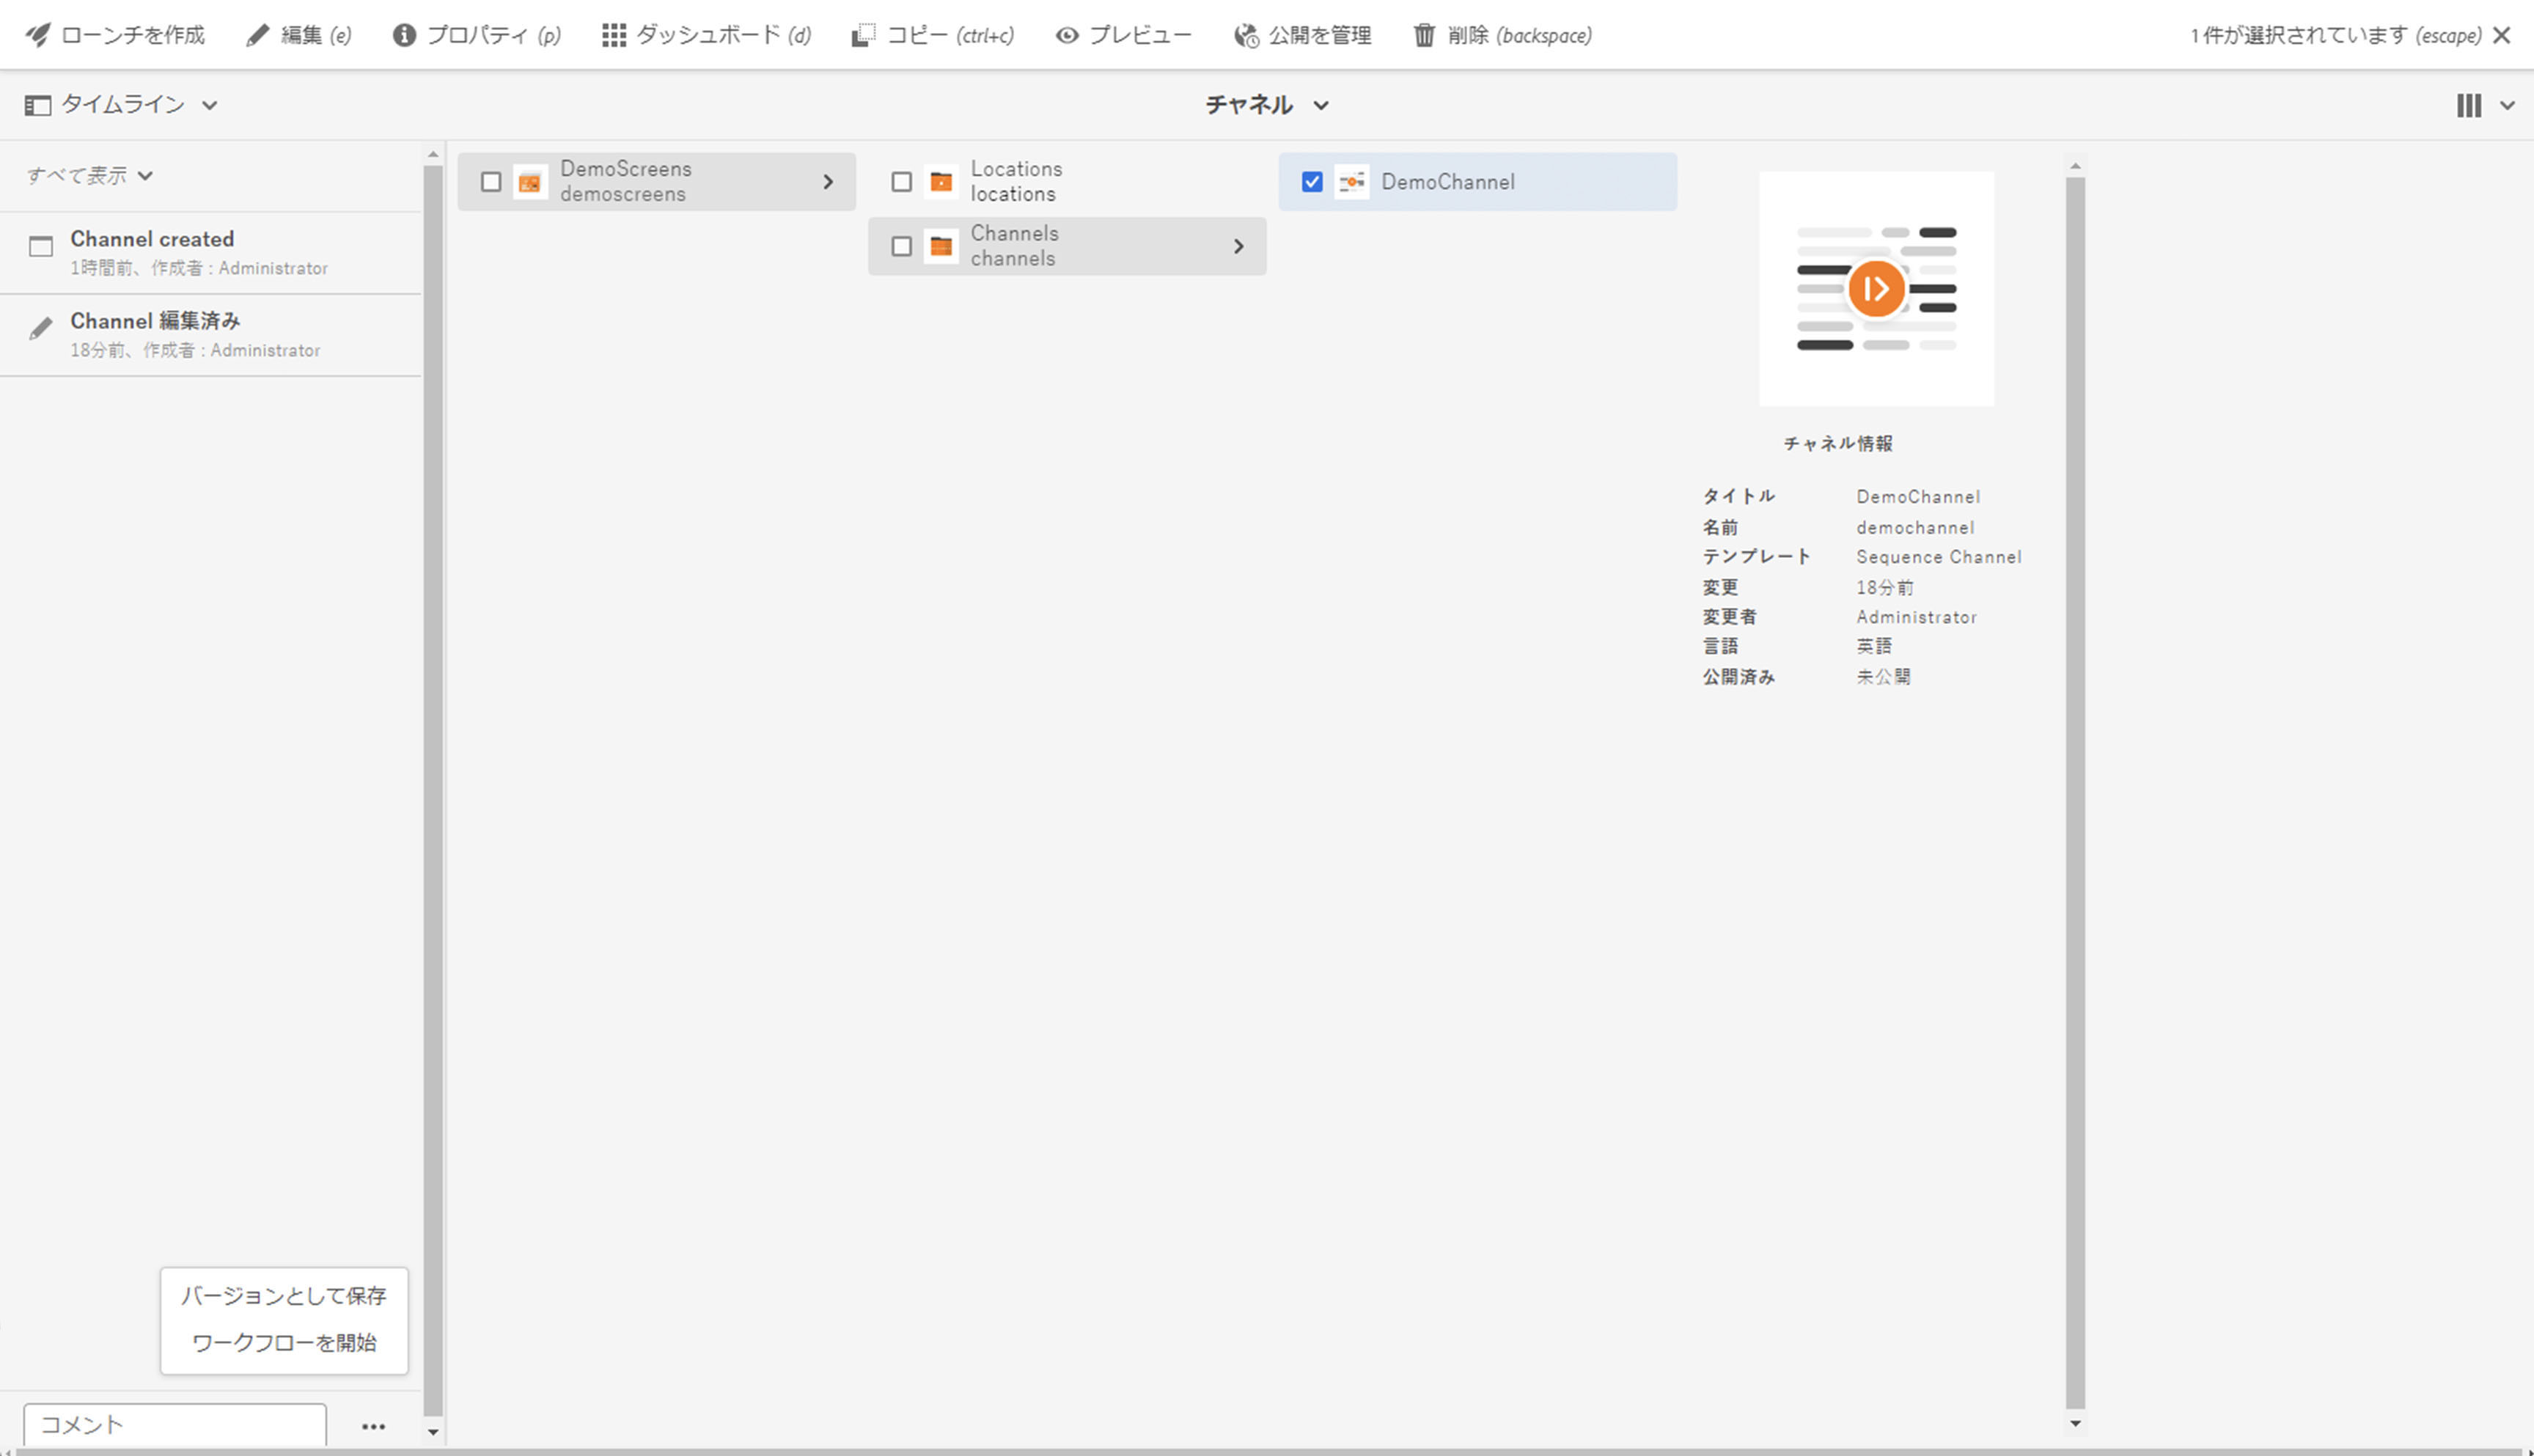 ローンチを作成 編集 (e) プロパティ (p) ダッシュボード (d) コピー (ctrl+c) プレビュー 公開を管理 削除 (backspace) 1 件が選択されています (escape)
タイムライン チャネル
すべて表示
Channel created
1時間前、作成者 : Administrator
Channel 編集済み
18分前、作成者 : Administrator
バージョンとして保存
ワークフローを開始
コメント
DemoScreens
demoscreens
Locations
locations
Channels
channels
DemoChannel
チャネル情報
タイトル DemoChannel
名前 demochannel
テンプレート Sequence Channel
変更 18分前
変更者 Administrator
言語 英語
公開済み 未公開